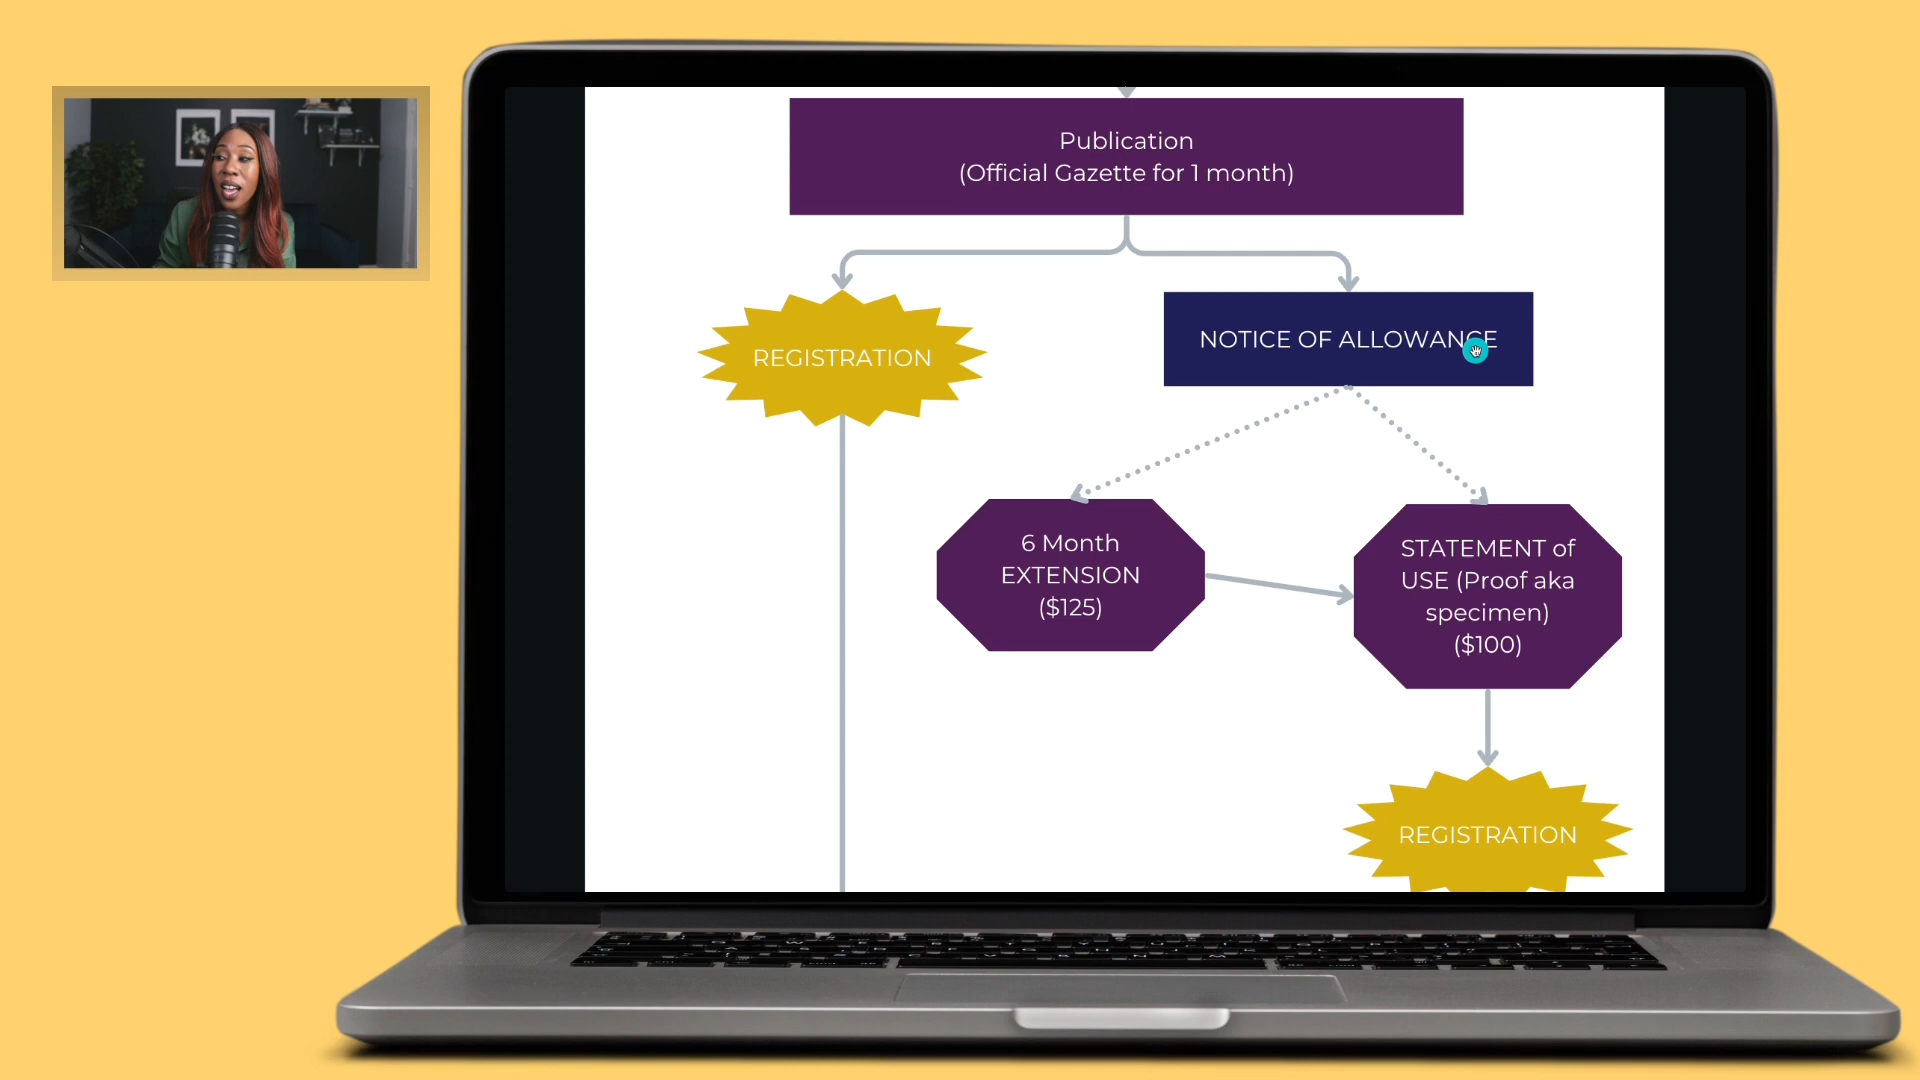 Publication
(Official Gazette for 1 month)
REGISTRATION
NOTICE OF ALLOWANCE
6 Month
EXTENSION
($125)
STATEMENT of
USE (Proof aka
specimen)
($100)
REGISTRATION